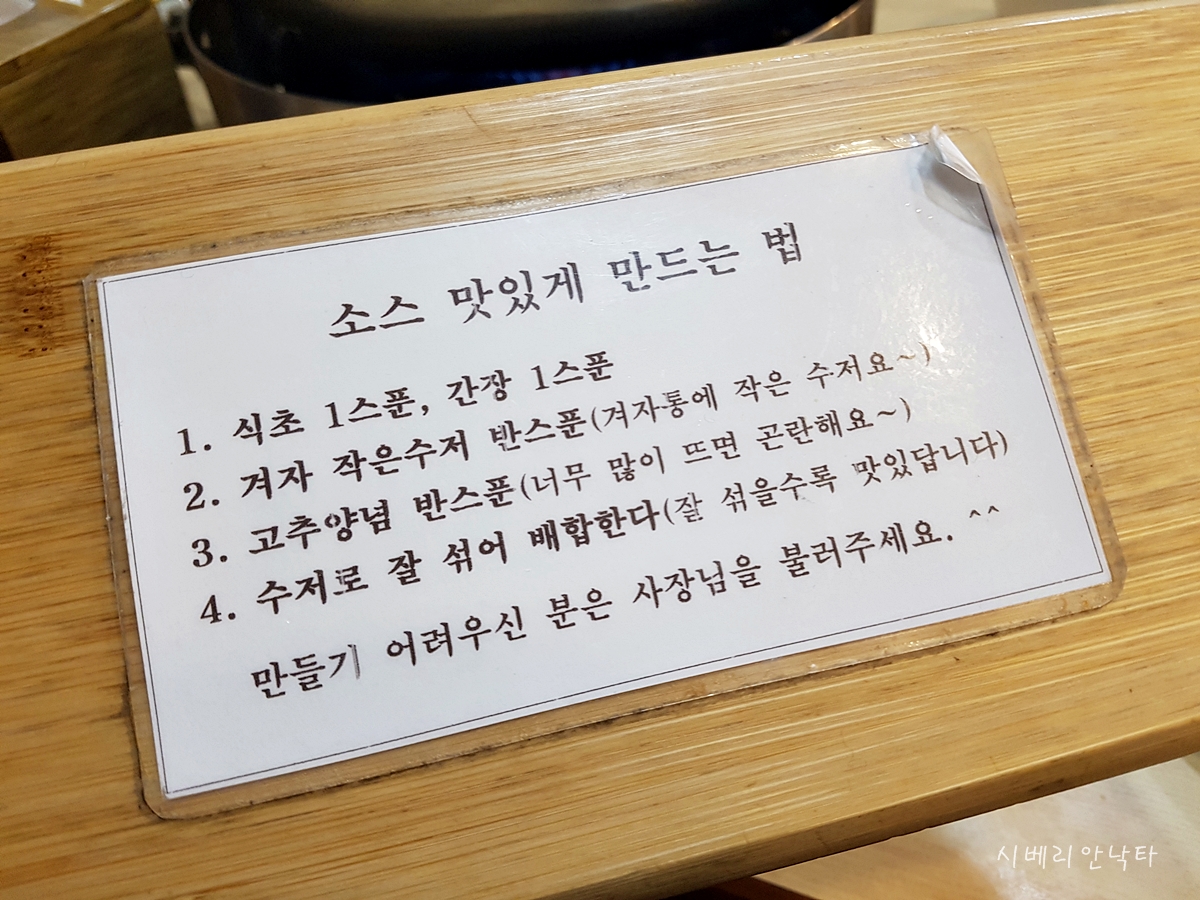 소스 맛있게 만드는 법
1. 식초 1스푼, 간장 1스푼
2. 겨자 작은수저 반스푼(겨자통에 작은 수저요~)
3. 고추양념 반스푼(너무 많이 뜨면 곤란해요~)
4. 수저로 잘 섞어 배합한다(잘 섞을수록 맛있답니다)
만들기 어려우신 분은 사장님을 불러주세요. ^^
시베리안낙타